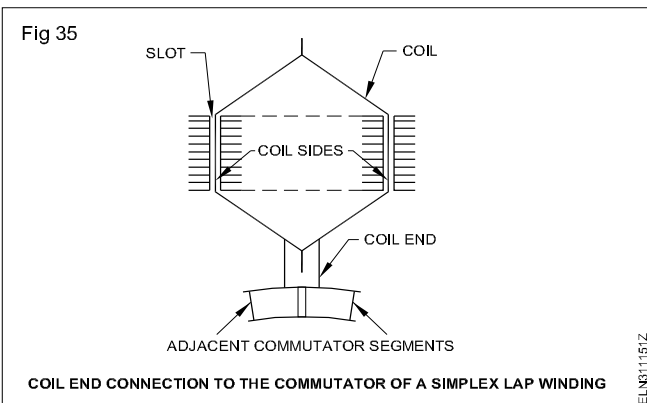 Fig 35
SLOT
COIL
COIL SIDES
COIL END
ADJACENT COMMUTATOR SEGMENTS
COIL END CONNECTION TO THE COMMUTATOR OF A SIMPLEX LAP WINDING
ELN311151Z